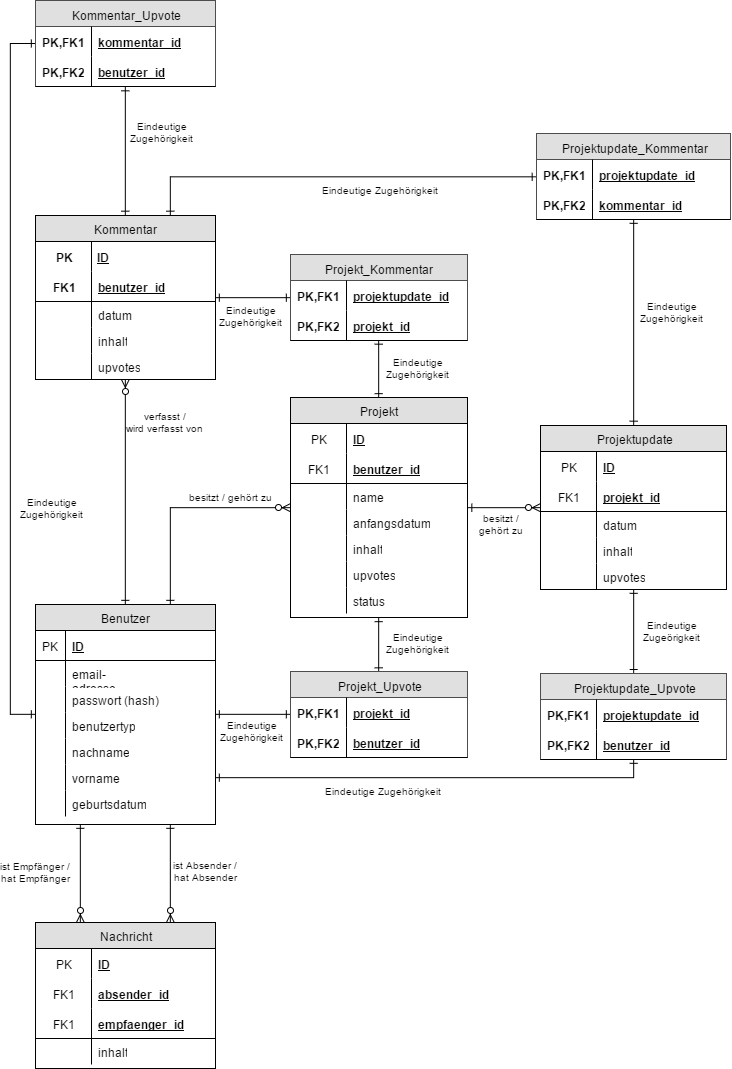 Kommentar_Upvote
PK,FK1 kommentar_id
PK,FK2 benutzer_id
Eindeutige
Zugehörigkeit
Projektupdate_Kommentar
PK,FK1 projektupdate_id
PK,FK2 kommentar_id
Eindeutige Zugehörigkeit
Kommentar
PK ID
FK1 benutzer_id
datum
inhalt
upvotes
Eindeutige
Zugehörigkeit
Projekt_Kommentar
PK,FK1 projektupdate_id
PK,FK2 projekt_id
Eindeutige
Zugehörigkeit
Eindeutige
Zugehörigkeit
verfasst /
wird verfasst von
Projekt
PK ID
FK1 benutzer_id
name
anfangsdatum
inhalt
upvotes
status
Projektupdate
PK ID
FK1 projekt_id
datum
inhalt
upvotes
besitzt / gehört zu
besitzt /
gehört zu
Eindeutige
Zugehörigkeit
Benutzer
PK ID
email-
adresse
passwort (hash)
benutzertyp
nachname
vorname
geburtsdatum
Eindeutige
Zugehörigkeit
Eindeutige
Zugeörigkeit
Projekt_Upvote
PK,FK1 projekt_id
PK,FK2 benutzer_id
Projektupdate_Upvote
PK,FK1 projektupdate_id
PK,FK2 benutzer_id
Eindeutige
Zugehörigkeit
Eindeutige Zugehörigkeit
ist Empfänger /
hat Empfänger
ist Absender /
hat Absender
Nachricht
PK ID
FK1 absender_id
FK1 empfaenger_id
inhalt